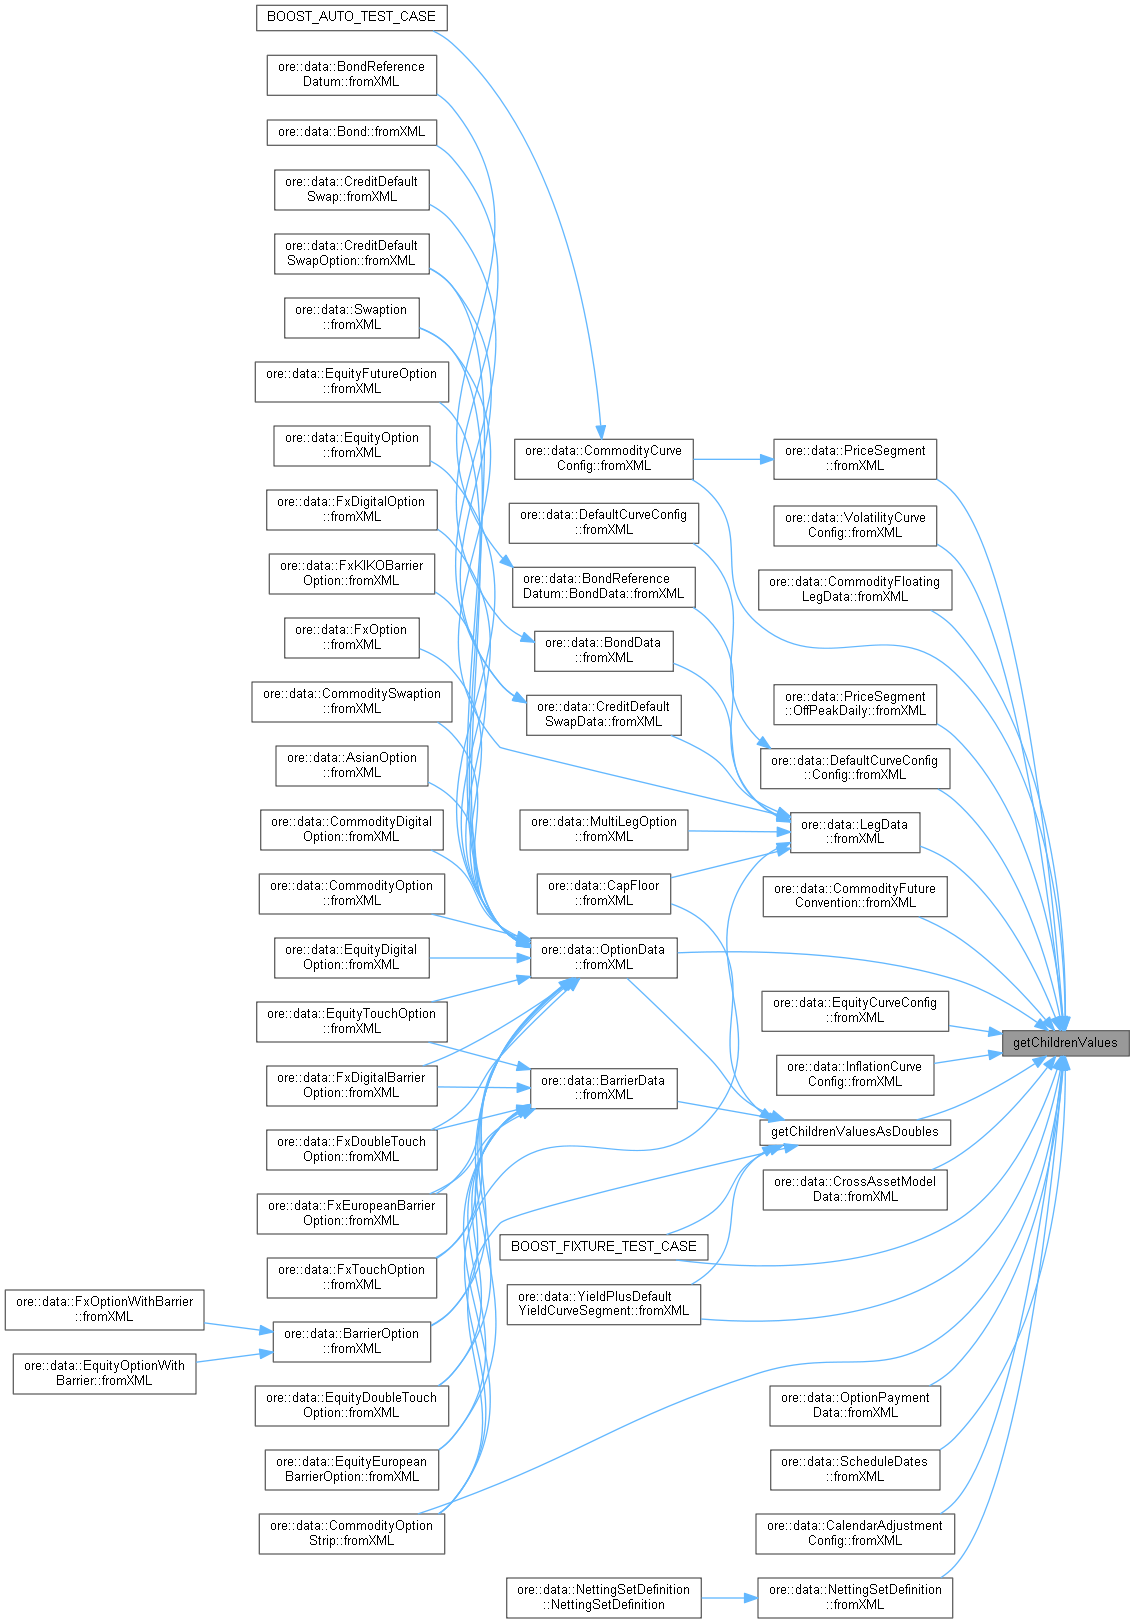 BOOST_AUTO_TEST_CASE
ore::data::BondReference
Datum::fromXML
ore::data::Bond::fromXML
ore::data::CreditDefault
Swap::fromXML
ore::data::CreditDefault
SwapOption::fromXML
ore::data::Swaption
::fromXML
ore::data::EquityFutureOption
::fromXML
ore::data::EquityOption
::fromXML
ore::data::FxDigitalOption
::fromXML
ore::data::FxKIKOBarrier
Option::fromXML
ore::data::FxOption
::fromXML
ore::data::CommoditySwaption
::fromXML
ore::data::AsianOption
::fromXML
ore::data::CommodityDigital
Option::fromXML
ore::data::CommodityOption
::fromXML
ore::data::EquityDigital
Option::fromXML
ore::data::EquityTouchOption
::fromXML
ore::data::FxDigitalBarrier
Option::fromXML
ore::data::FxDoubleTouch
Option::fromXML
ore::data::FxEuropeanBarrier
Option::fromXML
ore::data::FxTouchOption
::fromXML
ore::data::FxOptionWithBarrier
::fromXML
ore::data::EquityOptionWith
Barrier::fromXML
ore::data::BarrierOption
::fromXML
ore::data::EquityDoubleTouch
Option::fromXML
ore::data::EquityEuropean
BarrierOption::fromXML
ore::data::CommodityOption
Strip::fromXML
ore::data::CommodityCurve
Config::fromXML
ore::data::DefaultCurveConfig
::fromXML
ore::data::BondReference
Datum::BondData::fromXML
ore::data::BondData
::fromXML
ore::data::CreditDefault
SwapData::fromXML
ore::data::MultiLegOption
::fromXML
ore::data::CapFloor
::fromXML
ore::data::OptionData
::fromXML
ore::data::BarrierData
::fromXML
BOOST_FIXTURE_TEST_CASE
ore::data::YieldPlusDefault
YieldCurveSegment::fromXML
ore::data::NettingSetDefinition
::NettingSetDefinition
ore::data::PriceSegment
::fromXML
ore::data::VolatilityCurve
Config::fromXML
ore::data::CommodityFloating
LegData::fromXML
ore::data::PriceSegment
::OffPeakDaily::fromXML
ore::data::DefaultCurveConfig
::Config::fromXML
ore::data::LegData
::fromXML
ore::data::CommodityFuture
Convention::fromXML
ore::data::EquityCurveConfig
::fromXML
ore::data::InflationCurve
Config::fromXML
getChildrenValuesAsDoubles
ore::data::CrossAssetModel
Data::fromXML
ore::data::OptionPayment
Data::fromXML
ore::data::ScheduleDates
::fromXML
ore::data::CalendarAdjustment
Config::fromXML
ore::data::NettingSetDefinition
::fromXML
getChildrenValues